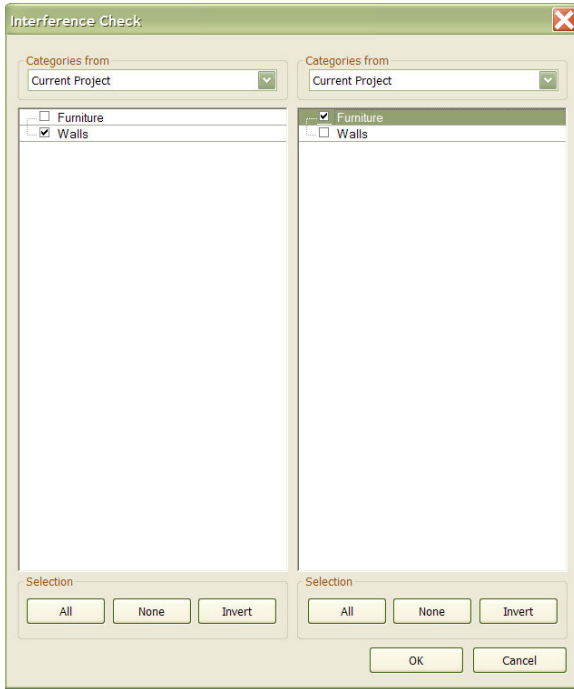 Interference Check
Categories from
Current Project
Furniture
Walls
Selection
All None Invert
Categories from
Current Project
Furniture
Walls
Selection
All None Invert
OK Cancel